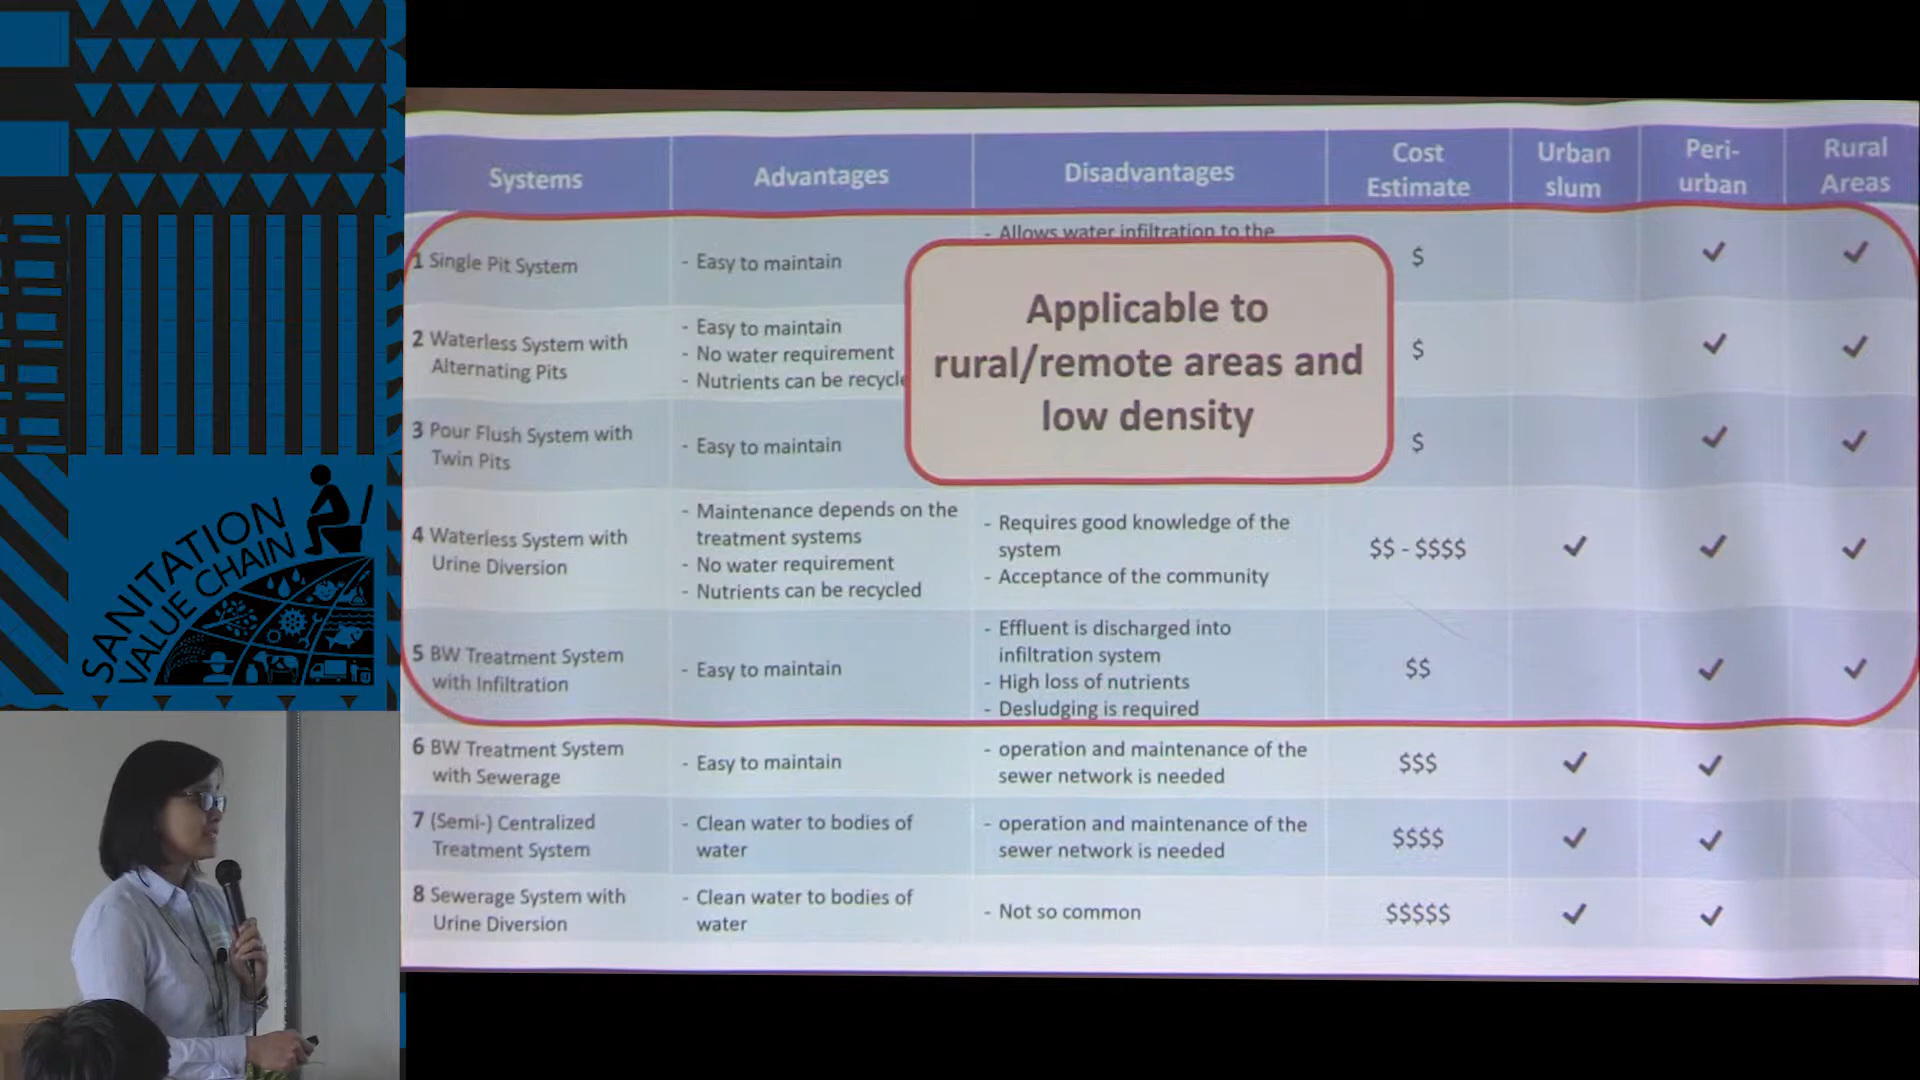 SANITATION
VALUE CHAIN
Systems
Advantages
Disadvantages
Cost
Estimate
Urban
slum
Peri-
urban
Rural
Areas
1 Single Pit System
- Easy to maintain
- Allows water infiltration to the
$
✓
✓
Applicable to
rural/remote areas and
low density
2 Waterless System with
Alternating Pits
- Easy to maintain
- No water requirement
- Nutrients can be recycle
$
✓
✓
3 Pour Flush System with
Twin Pits
- Easy to maintain
$
✓
✓
4 Waterless System with
Urine Diversion
- Maintenance depends on the
treatment systems
- No water requirement
- Nutrients can be recycled
- Requires good knowledge of the
system
- Acceptance of the community
$$ - $$$$
✓
✓
✓
5 BW Treatment System
with Infiltration
- Easy to maintain
- Effluent is discharged into
infiltration system
- High loss of nutrients
- Desludging is required
$$
✓
✓
6 BW Treatment System
with Sewerage
- Easy to maintain
- operation and maintenance of the
sewer network is needed
$$$
✓
✓
7 (Semi-) Centralized
Treatment System
- Clean water to bodies of
water
- operation and maintenance of the
sewer network is needed
$$$$
✓
✓
8 Sewerage System with
Urine Diversion
- Clean water to bodies of
water
- Not so common
$$$$$
✓
✓